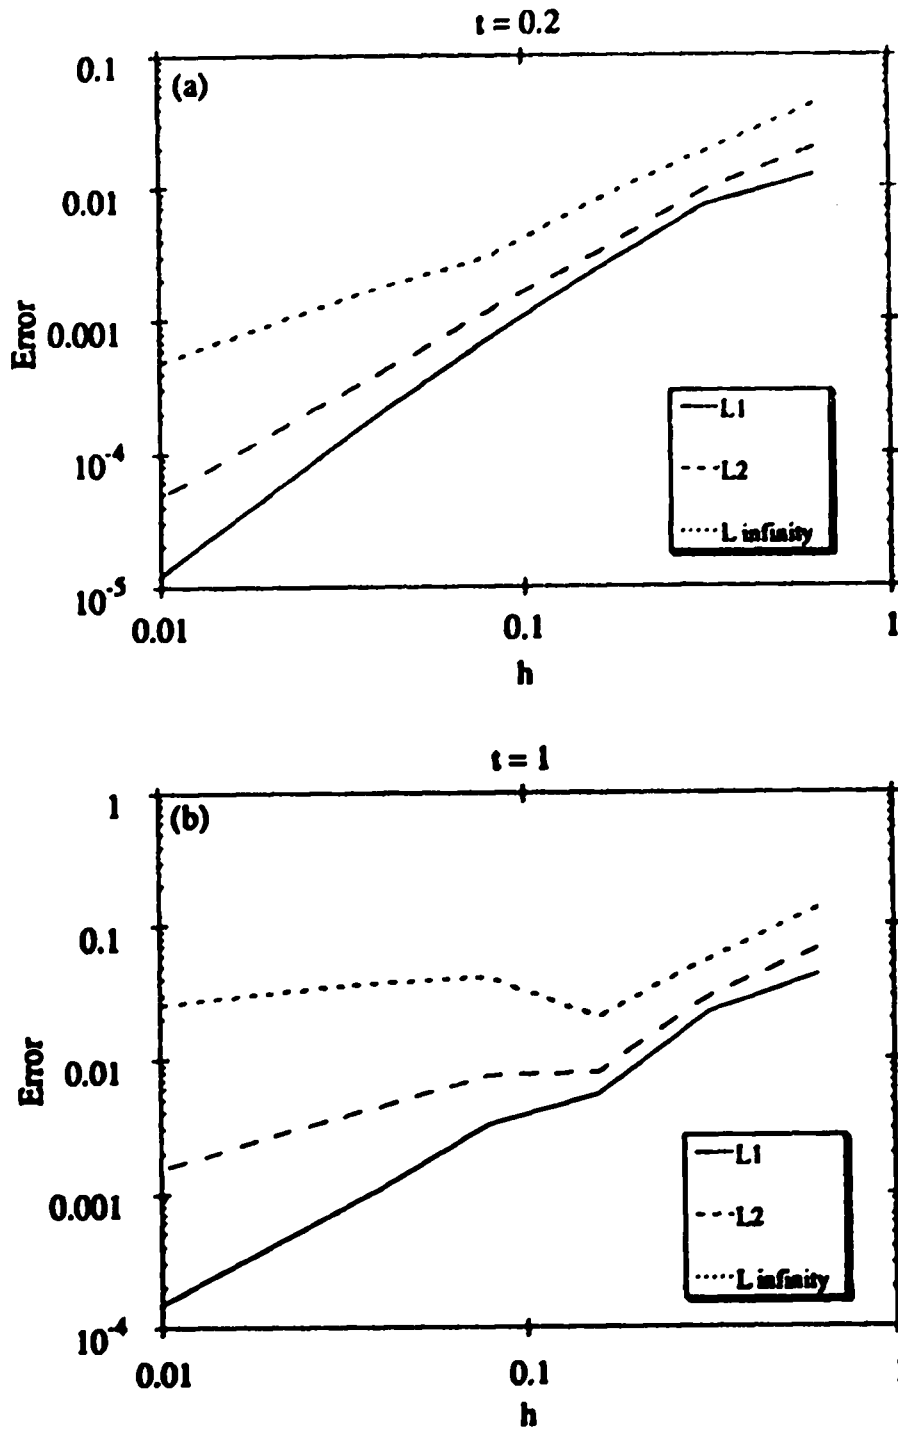 t = 0.2
(a)
0.1
0.01
0.001
10-4
10-5
Error
0.01
0.1
1
h
L1
L2
L infinity
t = 1
(b)
1
0.1
0.01
0.001
10-4
Error
0.01
0.1
h
L1
L2
L infinity